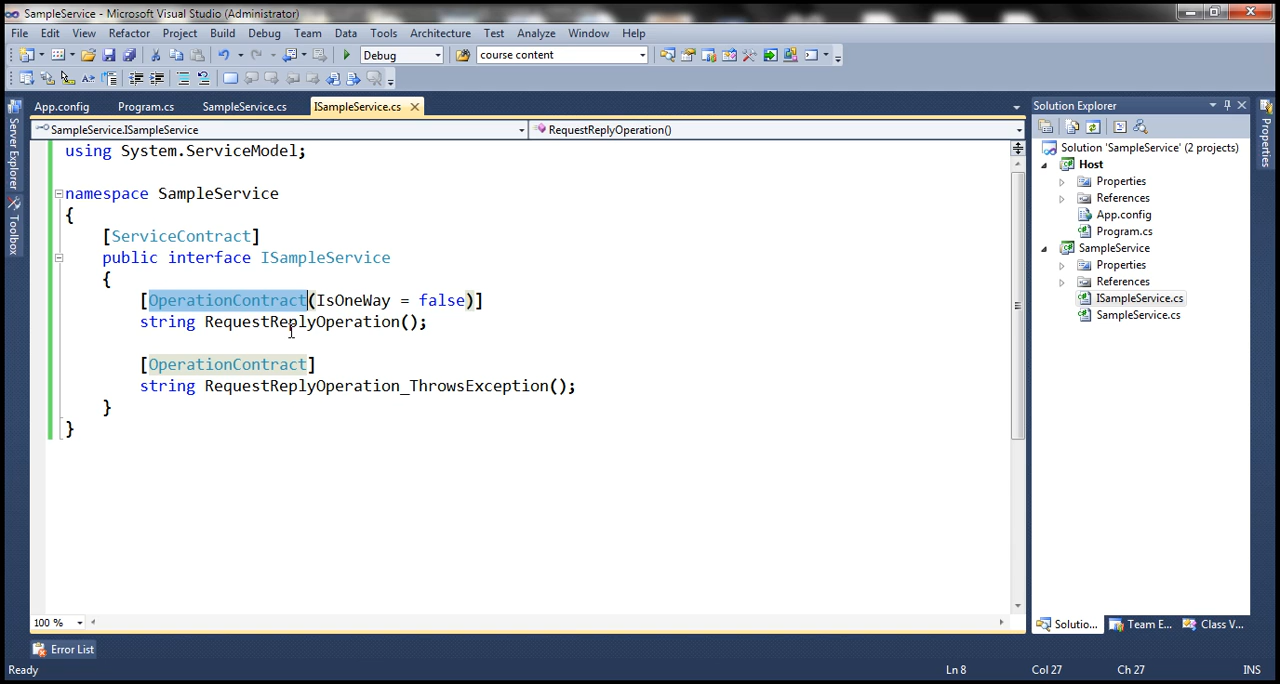 SampleService - Microsoft Visual Studio (Administrator)
File Edit View Refactor Project Build Debug Team Data Tools Architecture Test Analyze Window Help
Debug course content
App.config Program.cs SampleService.cs ISampleService.cs
SampleService.ISampleService RequestReplyOperation()
Server Explorer
Toolbox
using System.ServiceModel;
namespace SampleService
{
[ServiceContract]
public interface ISampleService
{
[OperationContract(IsOneWay = false)]
string RequestReplyOperation();
[OperationContract]
string RequestReplyOperation_ThrowsException();
}
}
100 %
Solution Explorer
Solution 'SampleService' (2 projects)
Host
Properties
References
App.config
Program.cs
SampleService
Properties
References
ISampleService.cs
SampleService.cs
Solutio... Team E... Class V...
Properties
Error List
Ready Ln 8 Col 27 Ch 27 INS